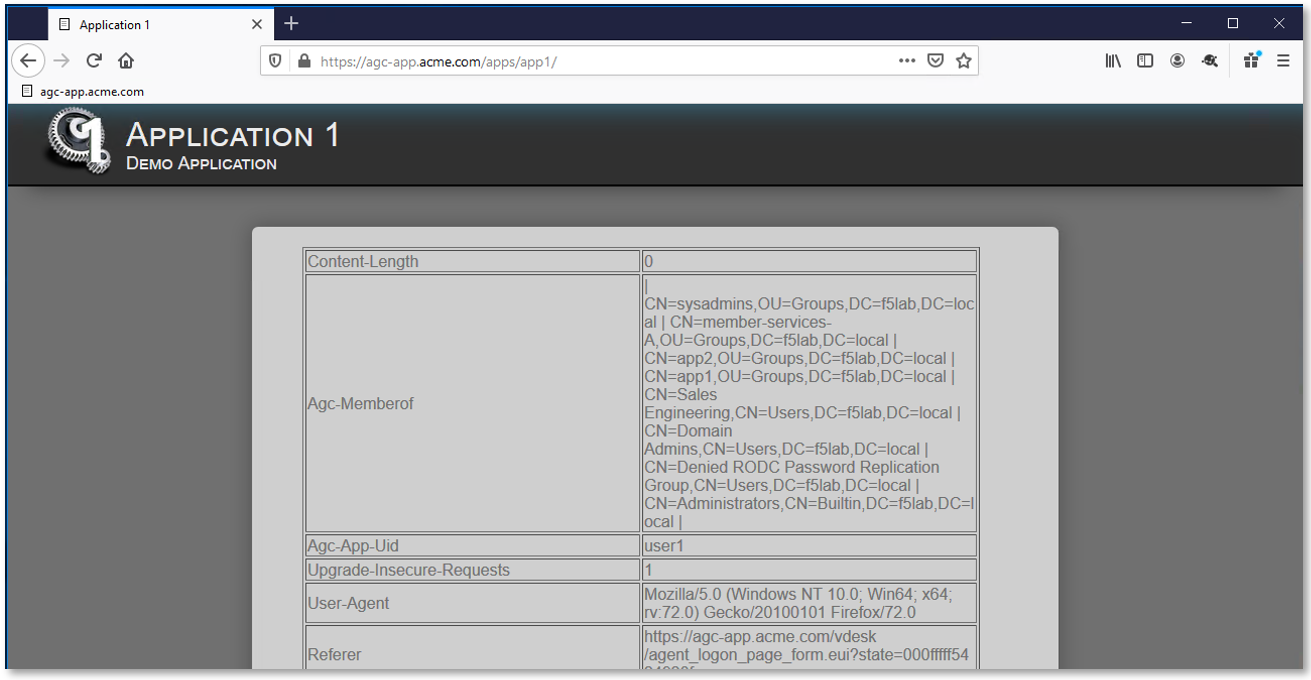 Application 1
https://agc-app.acme.com/apps/app1/
agc-app.acme.com
1
APPLICATION 1
DEMO APPLICATION
Content-Length
0
Agc-Memberof
|
CN=sysadmins,OU=Groups,DC=f5lab,DC=loc
al | CN=member-services-
A,OU=Groups,DC=f5lab,DC=local |
CN=app2,OU=Groups,DC=f5lab,DC=local |
CN=app1,OU=Groups,DC=f5lab,DC=local |
CN=Sales
Engineering,CN=Users,DC=f5lab,DC=local |
CN=Domain
Admins,CN=Users,DC=f5lab,DC=local |
CN=Denied RODC Password Replication
Group,CN=Users,DC=f5lab,DC=local |
CN=Administrators,CN=Builtin,DC=f5lab,DC=l
ocal |
Agc-App-Uid
user1
Upgrade-Insecure-Requests
1
User-Agent
Mozilla/5.0 (Windows NT 10.0; Win64; x64;
rv:72.0) Gecko/20100101 Firefox/72.0
Referer
https://agc-app.acme.com/vdesk
/agent_logon_page_form.eui?state=000fffff54